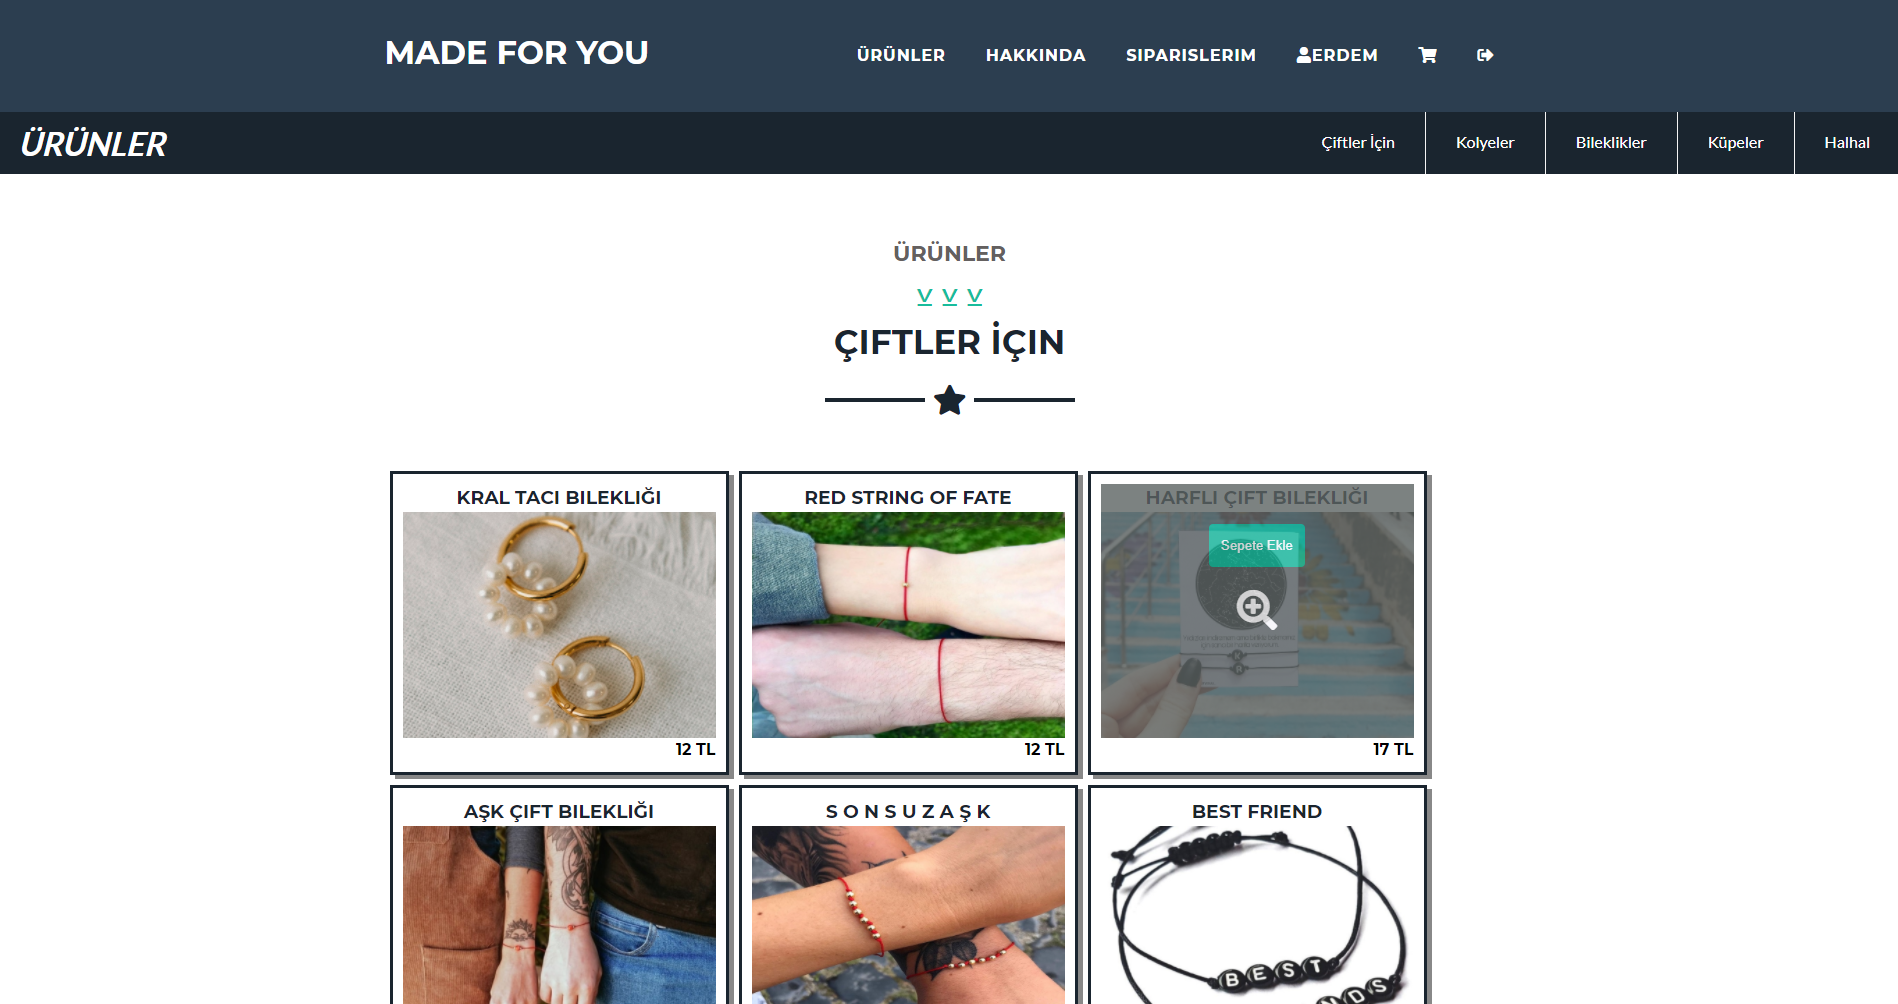 MADE FOR YOU
ÜRÜNLER HAKKINDA SIPARISLERIM ERDEM
ÜRÜNLER
Çiftler İçin Kolyeler Bileklikler Küpeler Halhal
ÜRÜNLER
V V V
ÇIFTLER İÇIN
KRAL TACI BILEKLIĞI
RED STRING OF FATE
HARFLI ÇIFT BILEKLIĞI
Sepete Ekle
12 TL
12 TL
17 TL
AŞK ÇIFT BILEKLIĞI
S O N S U Z A Ş K
BEST FRIEND
BEST